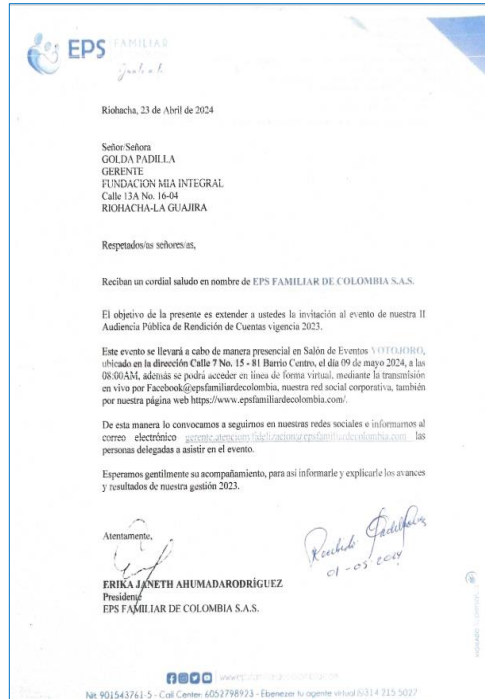 EPS FAMILIAR
Riohacha, 23 de Abril de 2024
Señor/Señora
GOLDA PADILLA
GERENTE
FUNDACION MIA INTEGRAL
Calle 13A No. 16-04
RIOHACHA-LA GUAJIRA
Respetados/as señores/as,
Reciban un cordial saludo en nombre de EPS FAMILIAR DE COLOMBIA S.A.S.
El objetivo de la presente es extender a ustedes la invitación al evento de nuestra II
Audiencia Pública de Rendición de Cuentas vigencia 2023.
Este evento se llevará a cabo de manera presencial en Salón de Eventos YOTOJORO,
ubicado en la dirección Calle 7 No. 15 - 81 Barrio Centro, el día 09 de mayo 2024, a las
08:00AM, además se podrá acceder en línea de forma virtual, mediante la transmisión
en vivo por Facebook@epsfamiliardecolombia, nuestra red social corporativa, también
por nuestra página web https://www.epsfamiliardecolombia.com/.
De esta manera lo convocamos a seguirnos en nuestras redes sociales e informarnos al
correo electrónico las
personas delegadas a asistir en el evento.
Esperamos gentilmente su acompañamiento, para así informarle y explicarle los avances
y resultados de nuestra gestión 2023.
Atentamente,
Recibido
01-05-2024
ERIKA JANETH AHUMADARODRÍGUEZ
Presidente
EPS FAMILIAR DE COLOMBIA S.A.S.
Nit. 901543761-5 - Call Center: 6052798923 - Ebenezer tu agente virtual 314 215 5027